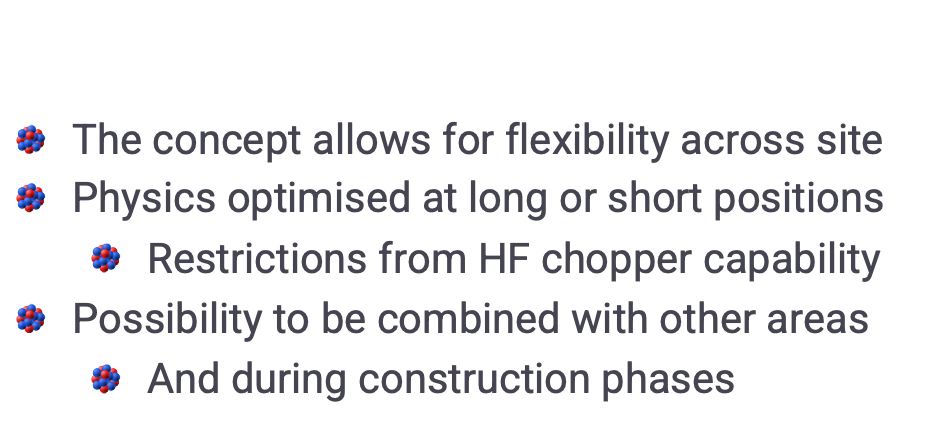 The concept allows for flexibility across site
Physics optimised at long or short positions
Restrictions from HF chopper capability
Possibility to be combined with other areas
And during construction phases